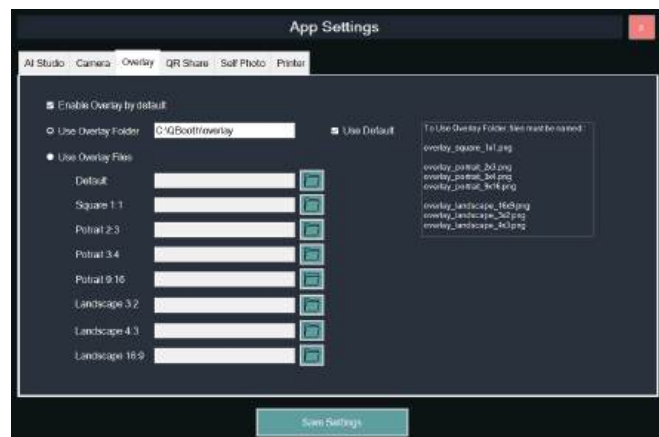 App Settings
x
AI Studio Camera Overlay QR Share Self Photo Printer
Enable Overlay by default
Use Overlay Folder C:\QBooth\overlay Use Default
To Use Overlay Folder, files must be named :
overlay_square_1x1.png
overlay_portrait_2x3.png
overlay_portrait_3x4.png
overlay_portrait_9x16.png
overlay_landscape_16x9.png
overlay_landscape_3x2.png
overlay_landscape_4x3.png
Use Overlay Files
Default
Square 1:1
Potrait 2:3
Potrait 3:4
Potrait 9:16
Landscape 3:2
Landscape 4:3
Landscape 16:9
Save Settings